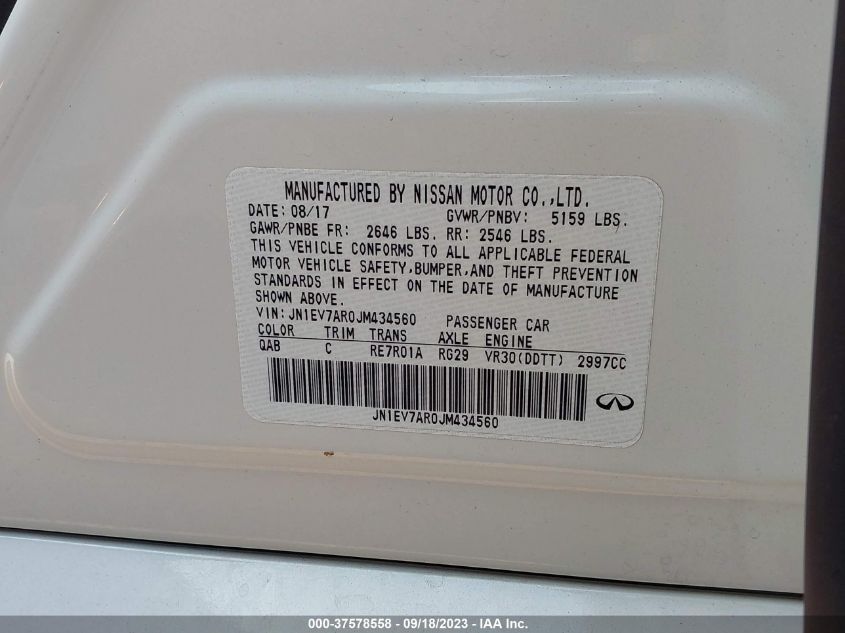 MANUFACTURED BY NISSAN MOTOR CO.,LTD.
DATE: 08/17 GVWR/PNBV: 5159 LBS.
GAWR/PNBE FR: 2646 LBS. RR: 2546 LBS.
THIS VEHICLE CONFORMS TO ALL APPLICABLE FEDERAL
MOTOR VEHICLE SAFETY,BUMPER,AND THEFT PREVENTION
STANDARDS IN EFFECT ON THE DATE OF MANUFACTURE
SHOWN ABOVE.
VIN: JN1EV7AR0JM434560 PASSENGER CAR
COLOR TRIM TRANS AXLE ENGINE
QAB C RE7R01A RG29 VR30(DDTT) 2997CC
JN1EV7AR0JM434560
000-37578558 - 09/18/2023 - IAA Inc.